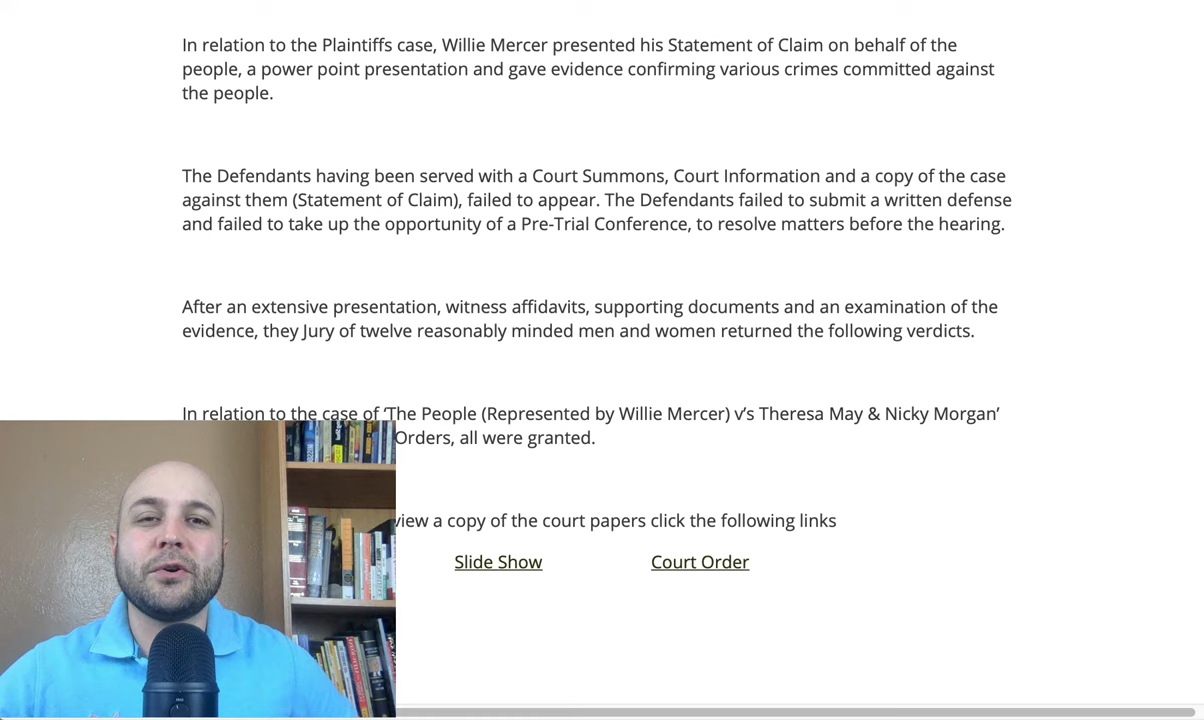 In relation to the Plaintiffs case, Willie Mercer presented his Statement of Claim on behalf of the
people, a power point presentation and gave evidence confirming various crimes committed against
the people.
The Defendants having been served with a Court Summons, Court Information and a copy of the case
against them (Statement of Claim), failed to appear. The Defendants failed to submit a written defense
and failed to take up the opportunity of a Pre-Trial Conference, to resolve matters before the hearing.
After an extensive presentation, witness affidavits, supporting documents and an examination of the
evidence, they Jury of twelve reasonably minded men and women returned the following verdicts.
In relation to the case of ‘The People (Represented by Willie Mercer) v’s Theresa May & Nicky Morgan’
Orders, all were granted.
view a copy of the court papers click the following links
Slide Show Court Order